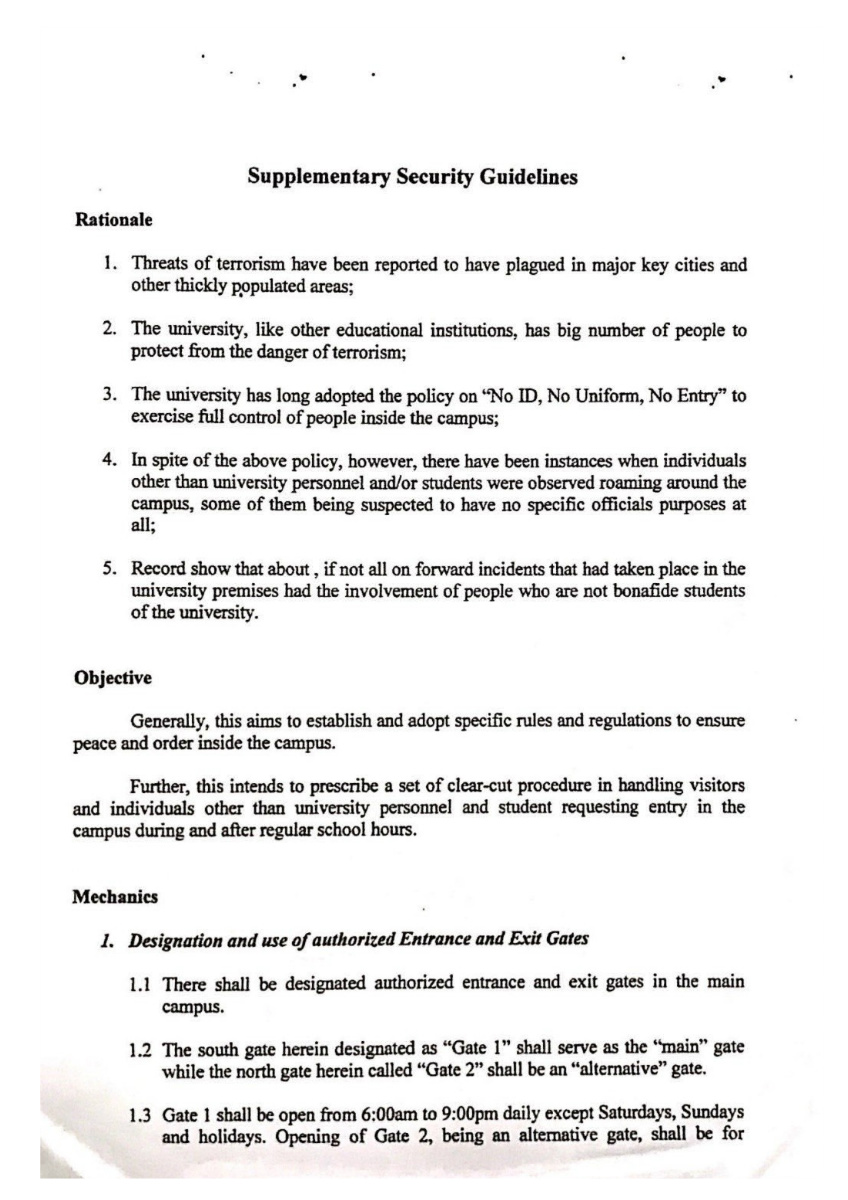 Supplementary Security Guidelines
Rationale
1. Threats of terrorism have been reported to have plagued in major key cities and
other thickly populated areas;
2. The university, like other educational institutions, has big number of people to
protect from the danger of terrorism;
3. The university has long adopted the policy on “No ID, No Uniform, No Entry” to
exercise full control of people inside the campus;
4. In spite of the above policy, however, there have been instances when individuals
other than university personnel and/or students were observed roaming around the
campus, some of them being suspected to have no specific officials purposes at
all;
5. Record show that about , if not all on forward incidents that had taken place in the
university premises had the involvement of people who are not bonafide students
of the university.
Objective
Generally, this aims to establish and adopt specific rules and regulations to ensure
peace and order inside the campus.
Further, this intends to prescribe a set of clear-cut procedure in handling visitors
and individuals other than university personnel and student requesting entry in the
campus during and after regular school hours.
Mechanics
1. Designation and use of authorized Entrance and Exit Gates
1.1 There shall be designated authorized entrance and exit gates in the main
campus.
1.2 The south gate herein designated as “Gate 1” shall serve as the “main” gate
while the north gate herein called “Gate 2” shall be an “alternative” gate.
1.3 Gate 1 shall be open from 6:00am to 9:00pm daily except Saturdays, Sundays
and holidays. Opening of Gate 2, being an alternative gate, shall be for